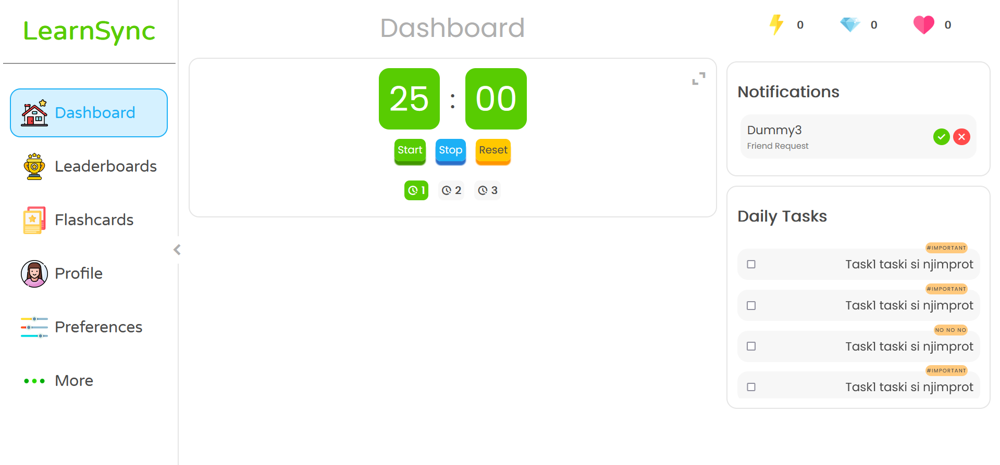 LearnSync
Dashboard
Leaderboards
Flashcards
Profile
Preferences
More
Dashboard
0
0
0
25 : 00
Start
Stop
Reset
1
2
3
Notifications
Dummy3
Friend Request
Daily Tasks
#IMPORTANT
Task1 taski si njimprot
#IMPORTANT
Task1 taski si njimprot
NO NO NO
Task1 taski si njimprot
#IMPORTANT
Task1 taski si njimprot